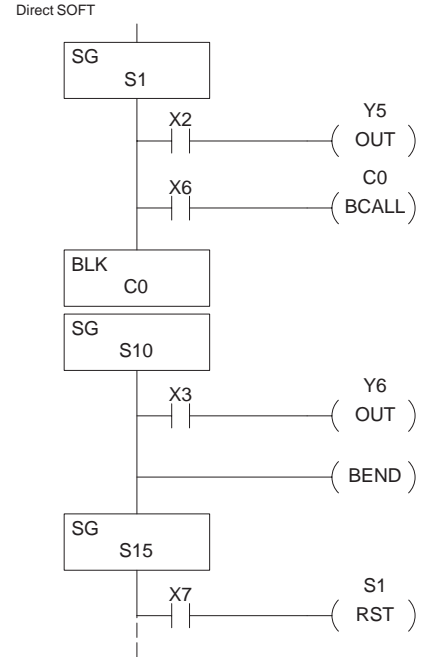 Direct SOFT
SG
S1
X2
Y5
OUT
X6
C0
BCALL
BLK
C0
SG
S10
X3
Y6
OUT
BEND
SG
S15
X7
S1
RST